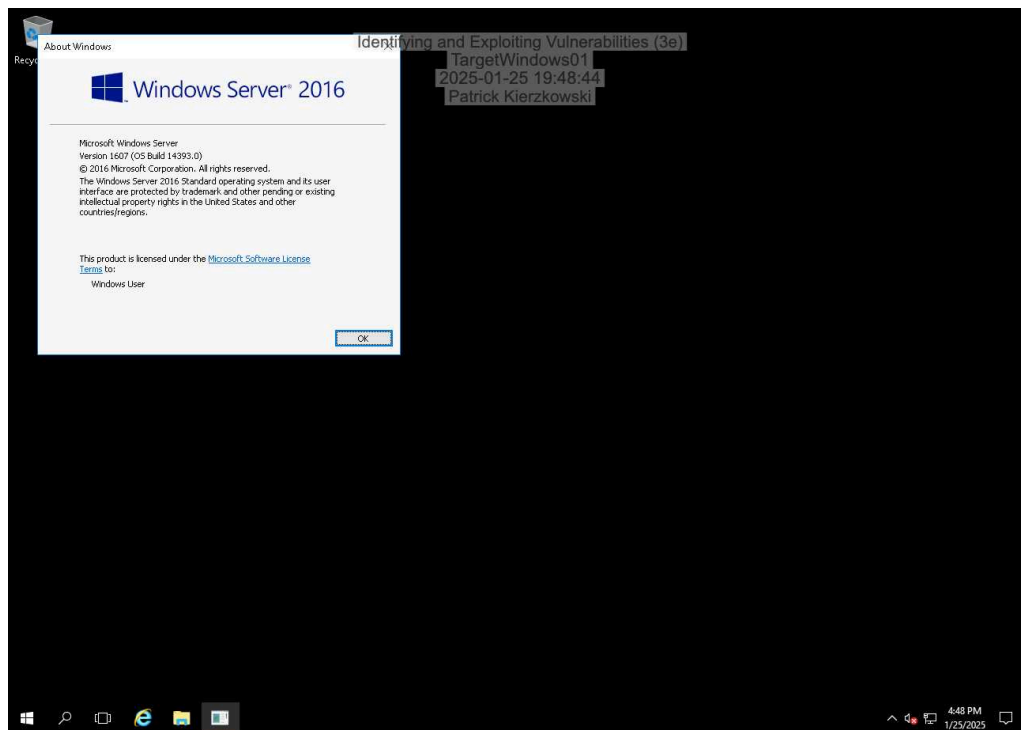 Recyc
About Windows
Identifying and Exploiting Vulnerabilities (3e)
TargetWindows01
2025-01-25 19:48:44
Patrick Kierzkowski
Windows Server® 2016
Microsoft Windows Server
Version 1607 (OS Build 14393.0)
© 2016 Microsoft Corporation. All rights reserved.
The Windows Server 2016 Standard operating system and its user
interface are protected by trademark and other pending or existing
intellectual property rights in the United States and other
countries/regions.
This product is licensed under the Microsoft Software License
Terms to:
Windows User
OK
4:48 PM
1/25/2025